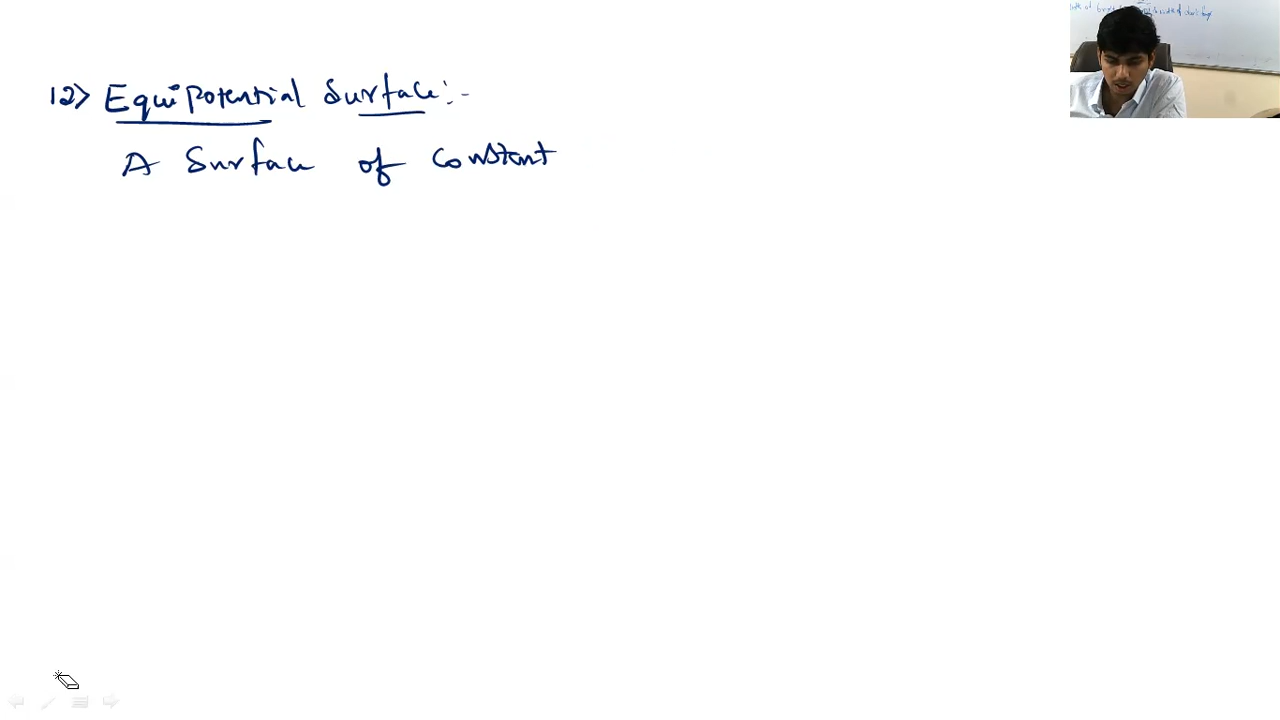 12> Equipotential Surface:-
A Surface of Constant